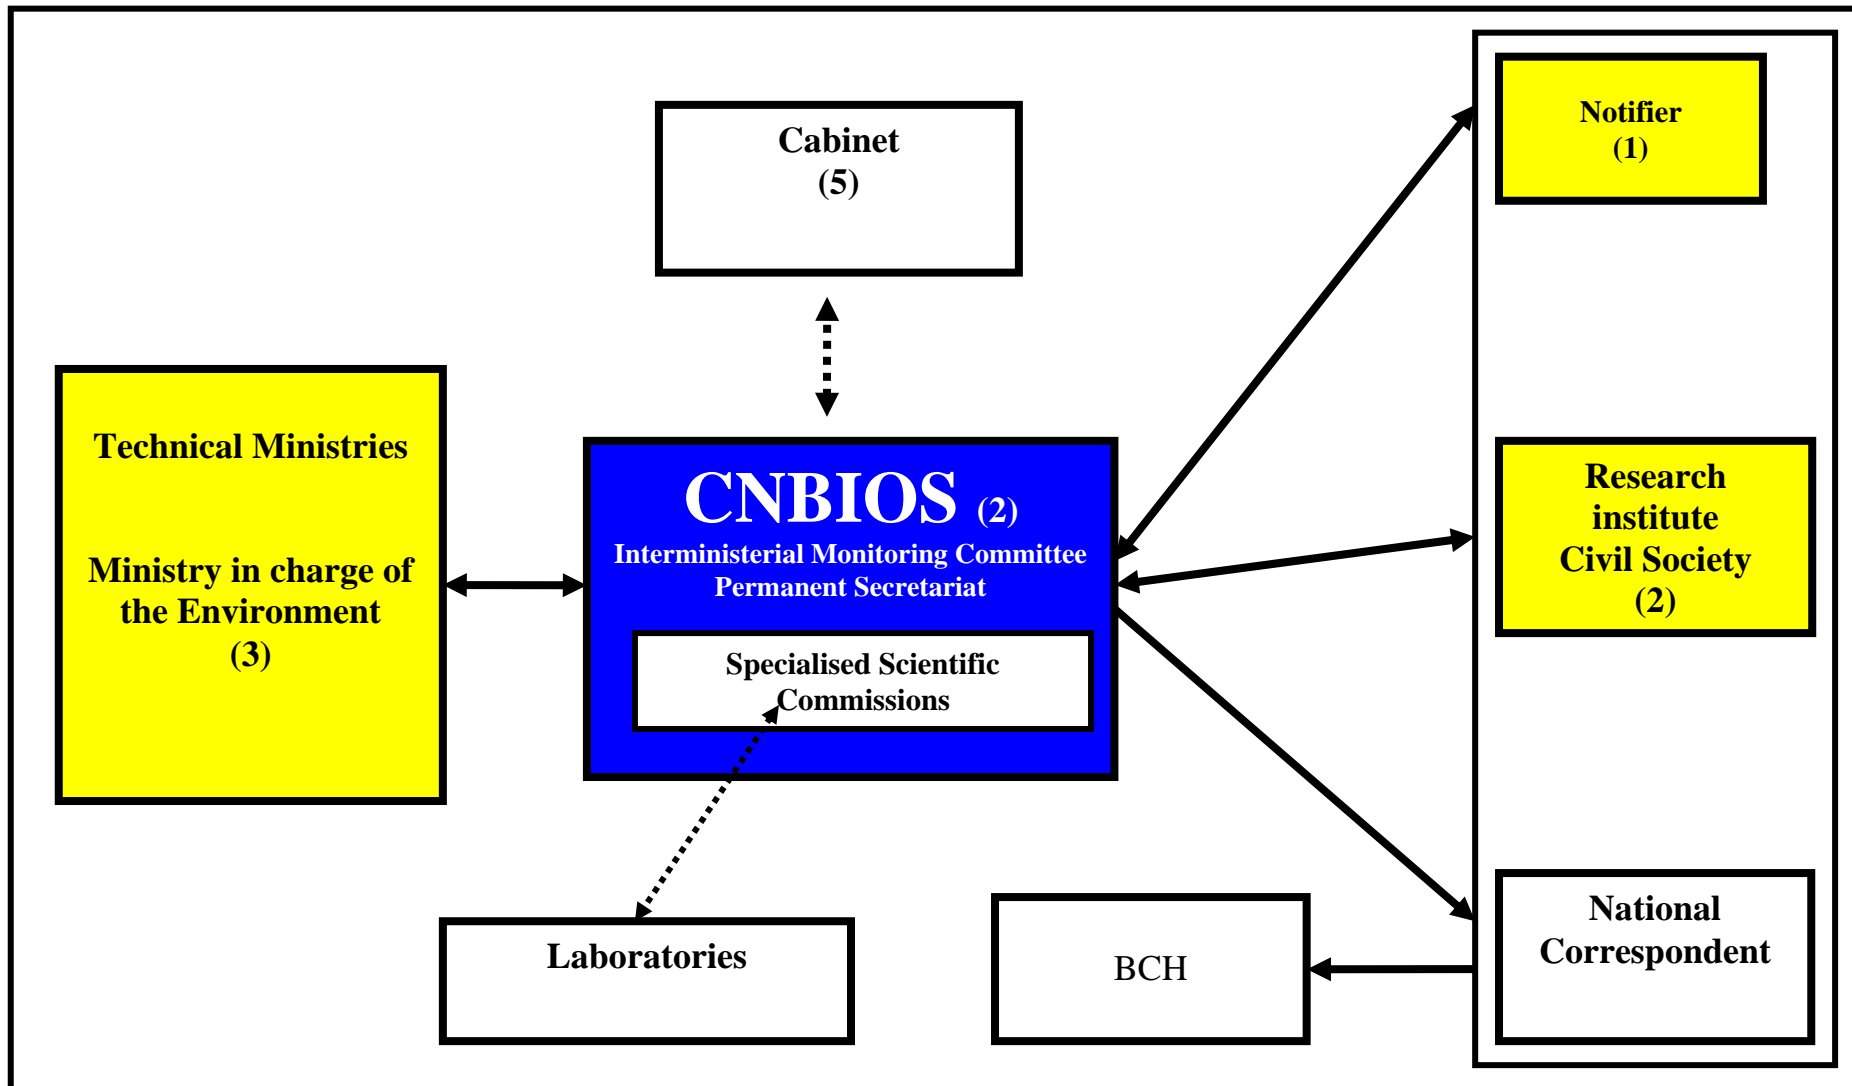 Cabinet
(5)
Notifier
(1)
Technical Ministries
Ministry in charge of
the Environment
(3)
CNBIOS (2)
Interministerial Monitoring Committee
Permanent Secretariat
Specialised Scientific
Commissions
Research
institute
Civil Society
(2)
Laboratories
BCH
National
Correspondent